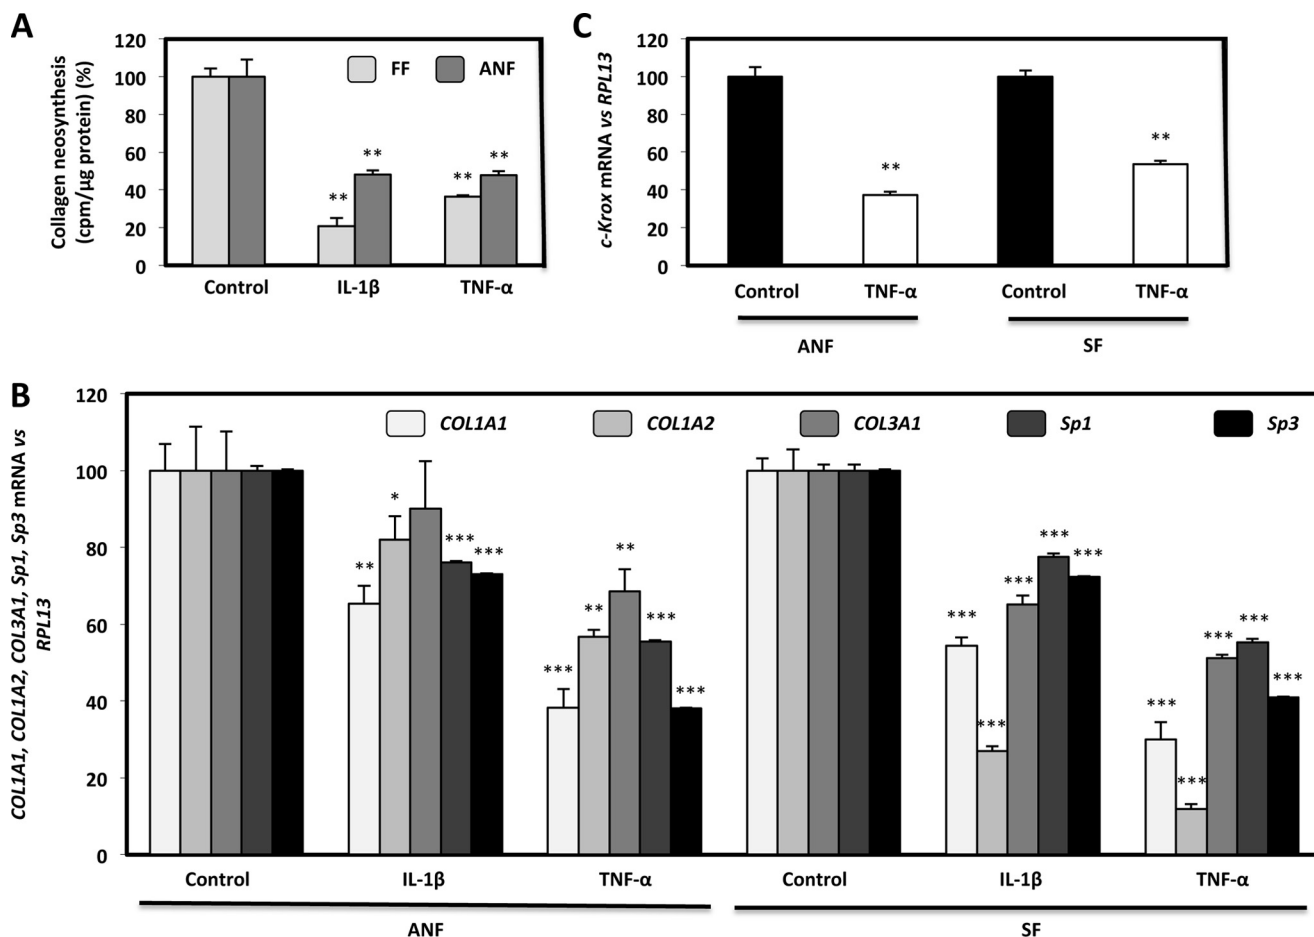 A
Collagen neosynthesis
(cpm/µg protein) (%)
120
100
80
60
40
20
0
FF
ANF
**
**
**
**
Control
IL-1β
TNF-α
C
c-Krox mRNA vs RPL13
120
100
80
60
40
20
0
**
**
Control
TNF-α
Control
TNF-α
ANF
SF
B
COL1A1, COL1A2, COL3A1, Sp1, Sp3 mRNA vs
RPL13
120
100
80
60
40
20
0
COL1A1
COL1A2
COL3A1
Sp1
Sp3
**
*
***
***
***
**
**
***
***
***
***
***
***
***
***
***
***
***
***
Control
IL-1β
TNF-α
Control
IL-1β
TNF-α
ANF
SF